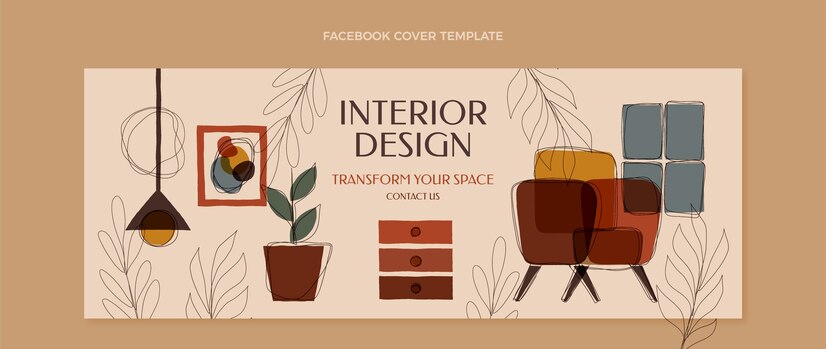 FACEBOOK COVER TEMPLATE
INTERIOR
DESIGN
TRANSFORM YOUR SPACE
CONTACT US